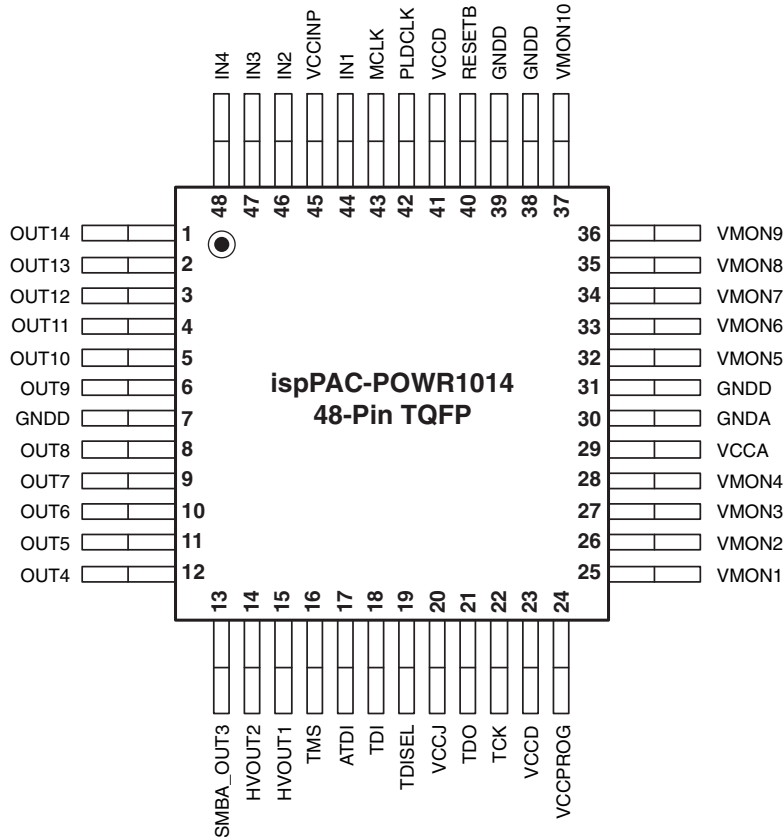 IN4
IN3
IN2
VCCINP
IN1
MCLK
PLDCLK
VCCD
RESETB
GNDD
GNDD
VMON10
48
47
46
45
44
43
42
41
40
39
38
37
OUT14 1
OUT13 2
OUT12 3
OUT11 4
OUT10 5
OUT9 6
GNDD 7
OUT8 8
OUT7 9
OUT6 10
OUT5 11
OUT4 12
ispPAC-POWR1014
48-Pin TQFP
36 VMON9
35 VMON8
34 VMON7
33 VMON6
32 VMON5
31 GNDD
30 GNDA
29 VCCA
28 VMON4
27 VMON3
26 VMON2
25 VMON1
13
14
15
16
17
18
19
20
21
22
23
24
SMBA_OUT3
HVOUT2
HVOUT1
TMS
ATDI
TDI
TDISEL
VCCJ
TDO
TCK
VCCD
VCCPROG